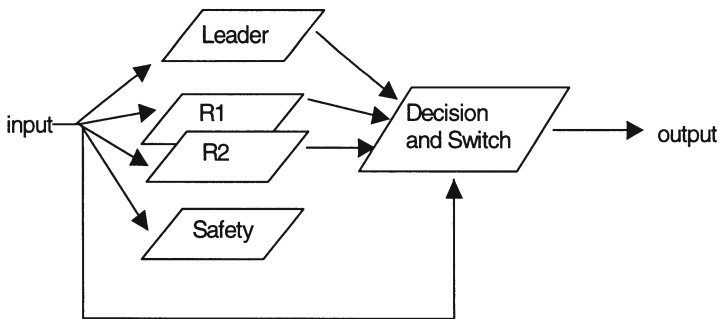 Leader
input
R1
R2
Decision
and Switch
output
Safety